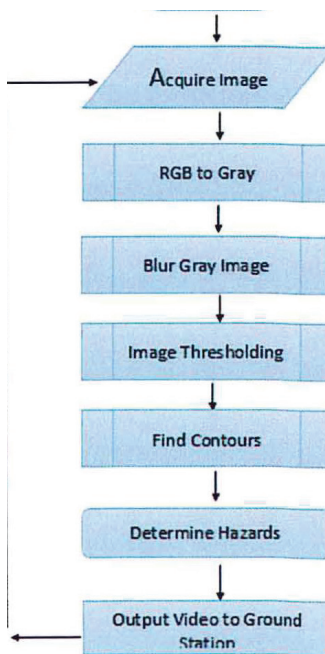 Acquire Image
RGB to Gray
Blur Gray Image
Image Thresholding
Find Contours
Determine Hazards
Output Video to Ground
Station